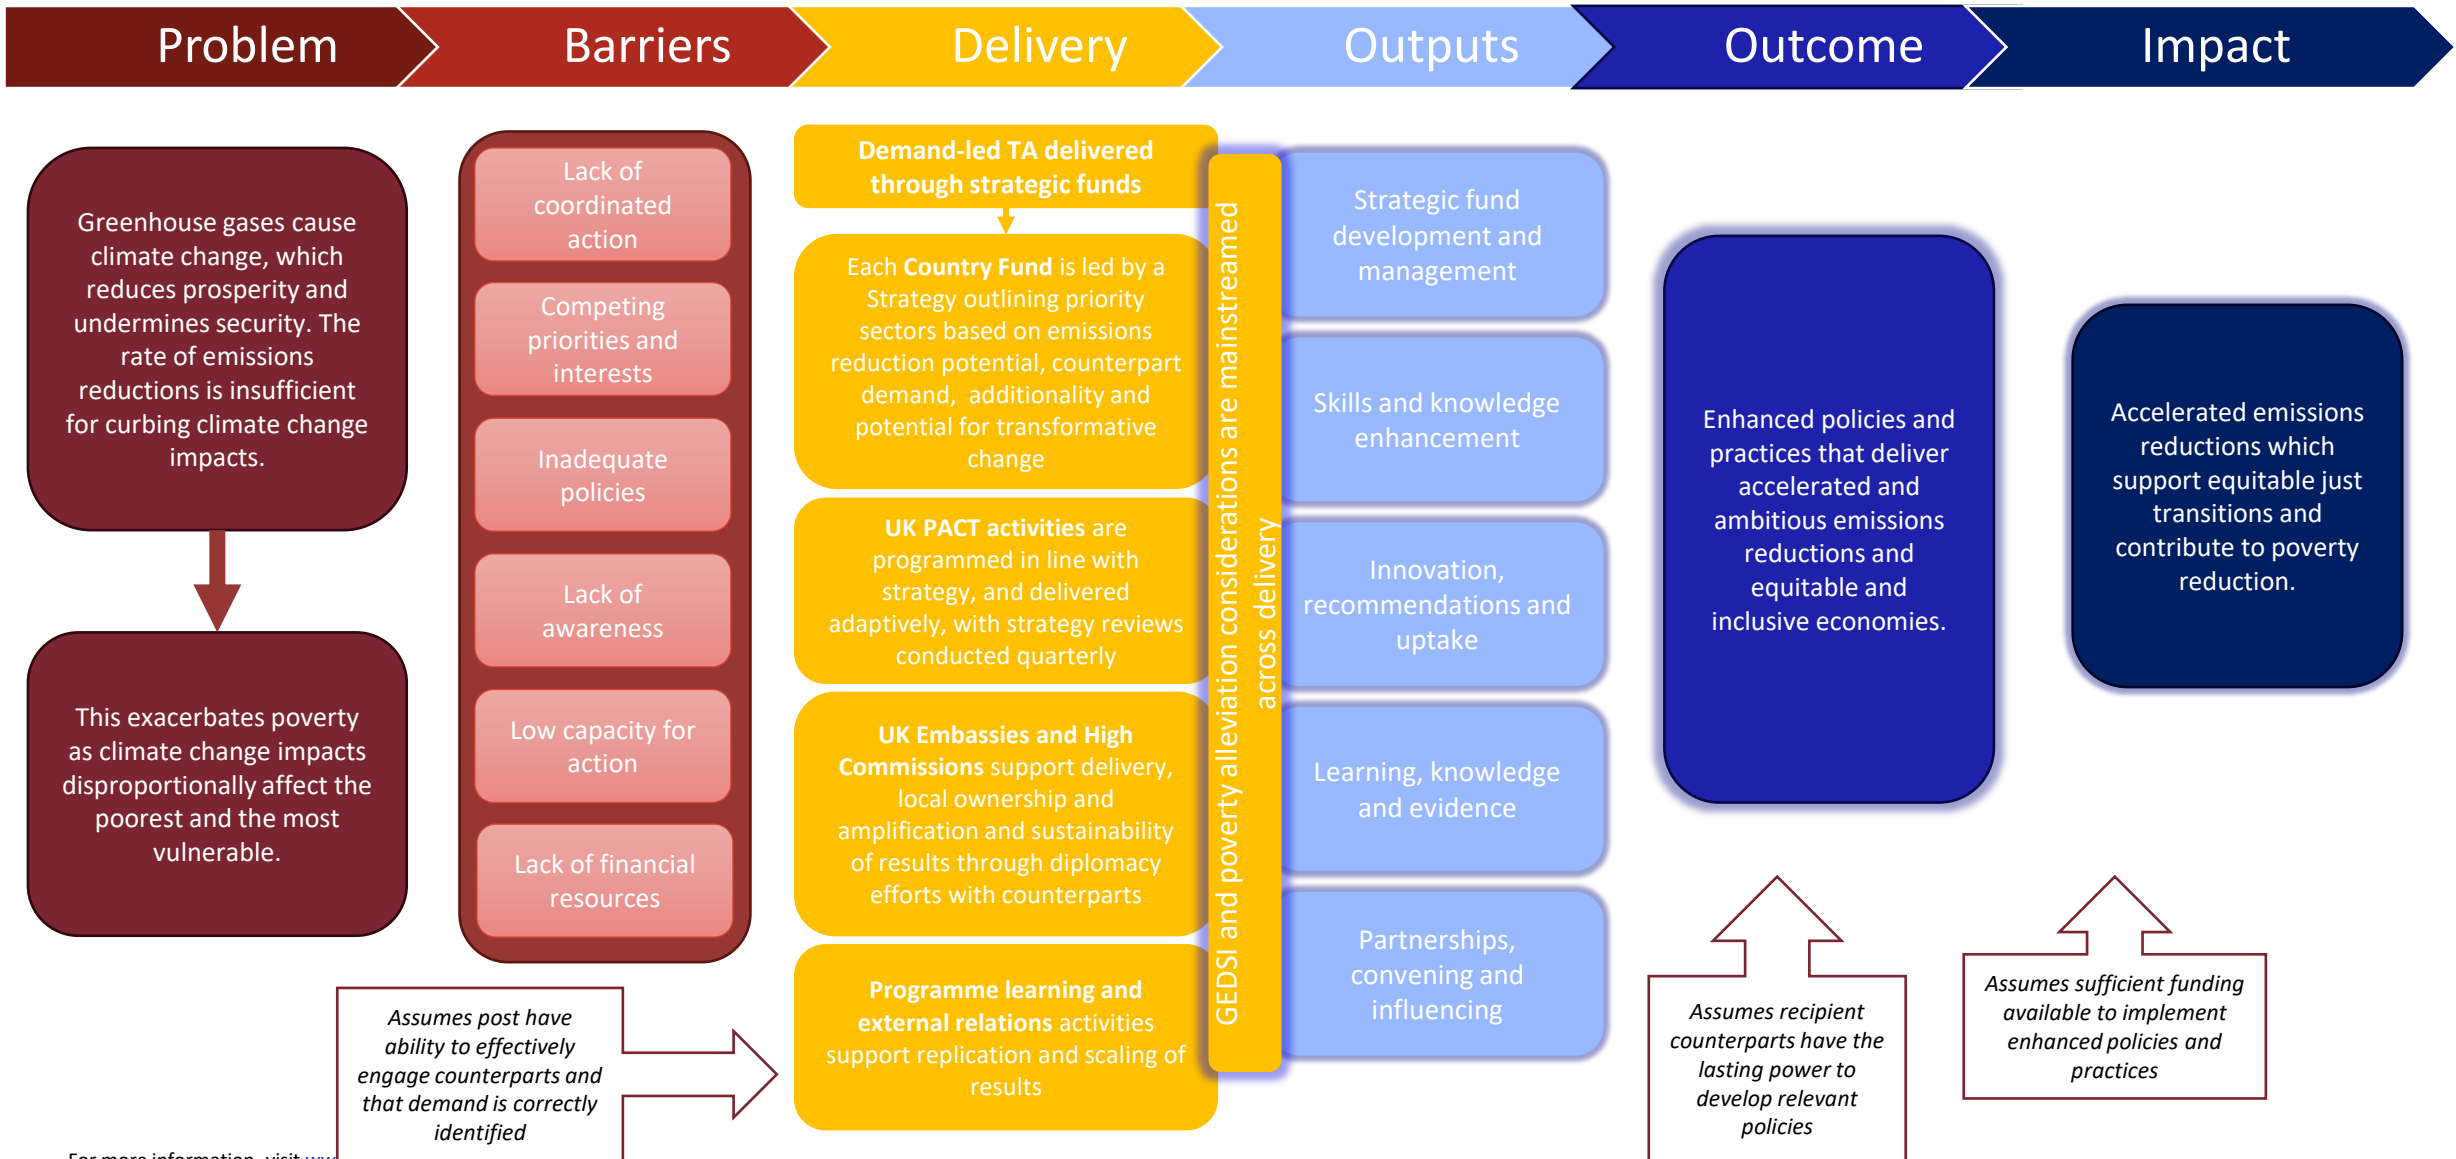 Problem
Barriers
Delivery
Outputs
Outcome
Impact
Greenhouse gases cause
climate change, which
reduces prosperity and
undermines security. The
rate of emissions
reductions is insufficient
for curbing climate change
impacts.
This exacerbates poverty
as climate change impacts
disproportionally affect the
poorest and the most
vulnerable.
Lack of
coordinated
action
Competing
priorities and
interests
Inadequate
policies
Lack of
awareness
Low capacity for
action
Lack of financial
resources
Assumes post have
ability to effectively
engage counterparts and
that demand is correctly
identified
Demand-led TA delivered
through strategic funds
Each Country Fund is led by a
Strategy outlining priority
sectors based on emissions
reduction potential, counterpart
demand,  additionality and
potential for transformative
change
UK PACT activities are
programmed in line with
strategy, and delivered
adaptively, with strategy reviews
conducted quarterly
UK Embassies and High
Commissions support delivery,
local ownership and
amplification and sustainability
of results through diplomacy
efforts with counterparts
Programme learning and
external relations activities
support replication and scaling of
results
GEDSI and poverty alleviation considerations are mainstreamed
across delivery
Strategic fund
development and
management
Skills and knowledge
enhancement
Innovation,
recommendations and
uptake
Learning, knowledge
and evidence
Partnerships,
convening and
influencing
Enhanced policies and
practices that deliver
accelerated and
ambitious emissions
reductions and
equitable and
inclusive economies.
Assumes recipient
counterparts have the
lasting power to
develop relevant
policies
Accelerated emissions
reductions which
support equitable just
transitions and
contribute to poverty
reduction.
Assumes sufficient funding
available to implement
enhanced policies and
practices
For more information, visit